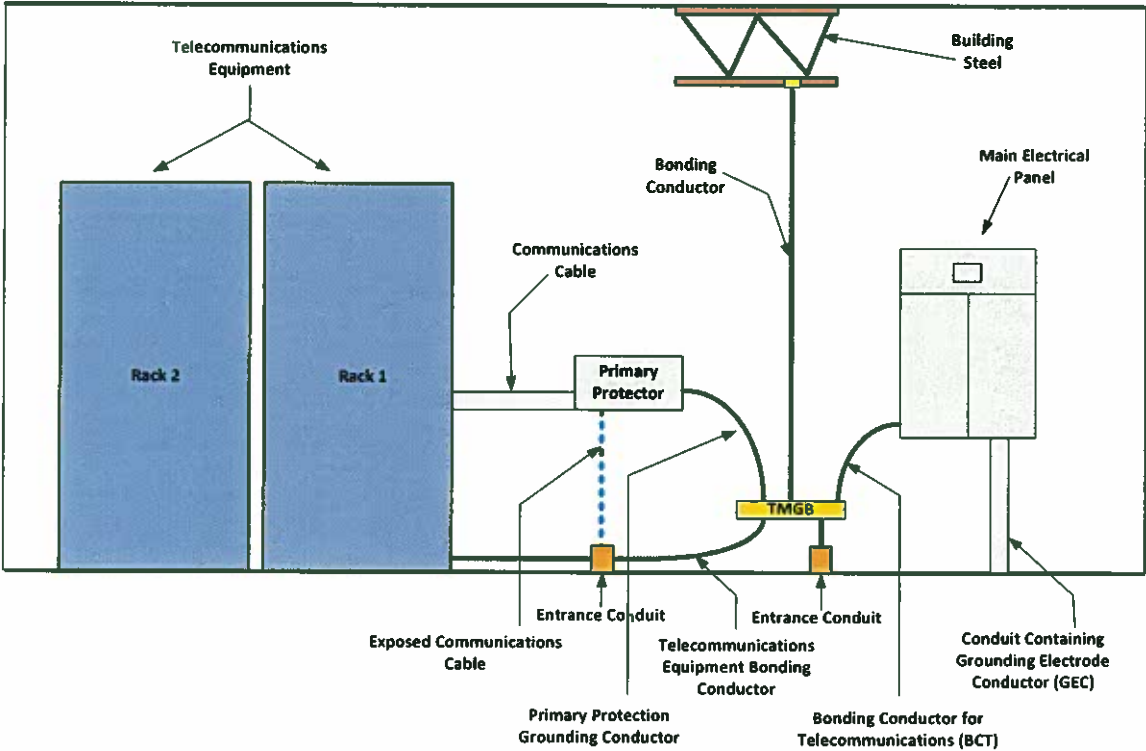 Telecommunications
Equipment
Building
Steel
Bonding
Conductor
Main Electrical
Panel
Communications
Cable
Rack 2
Rack 1
Primary
Protector
TMGB
Entrance Conduit
Entrance Conduit
Exposed Communications
Cable
Telecommunications
Equipment Bonding
Conductor
Conduit Containing
Grounding Electrode
Conductor (GEC)
Primary Protection
Grounding Conductor
Bonding Conductor for
Telecommunications (BCT)